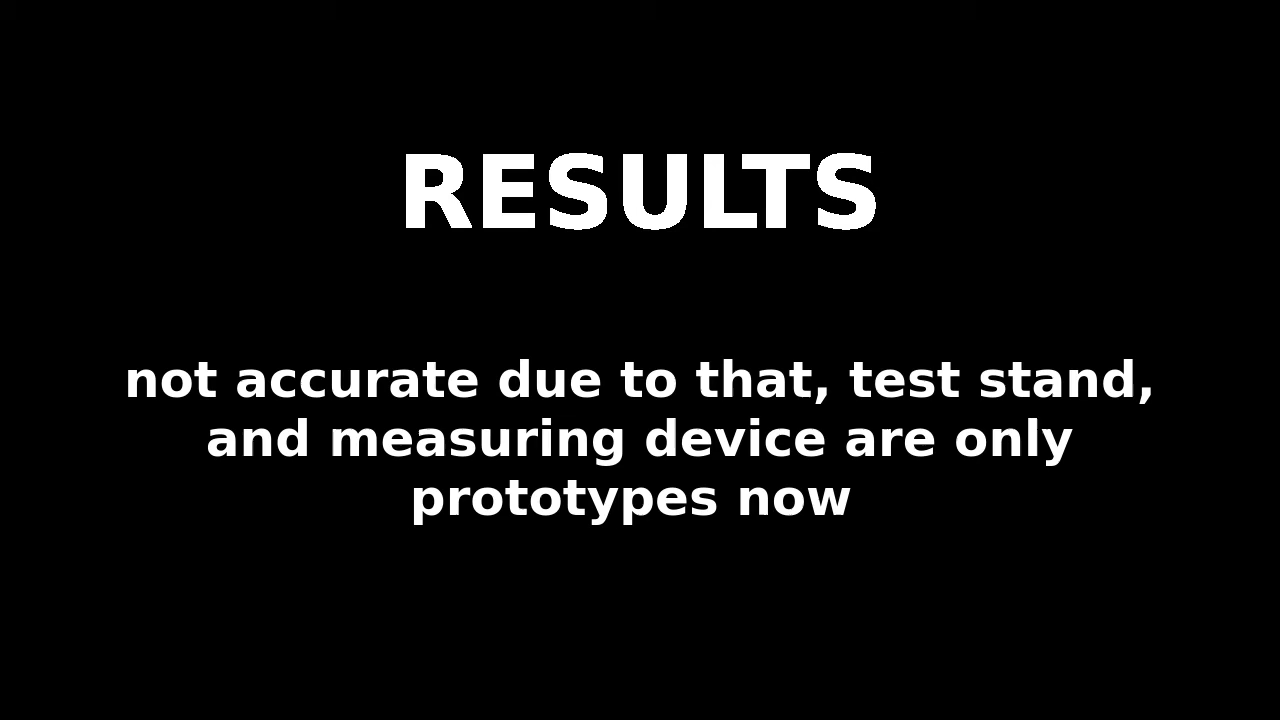 RESULTS
not accurate due to that, test stand,
and measuring device are only
prototypes now